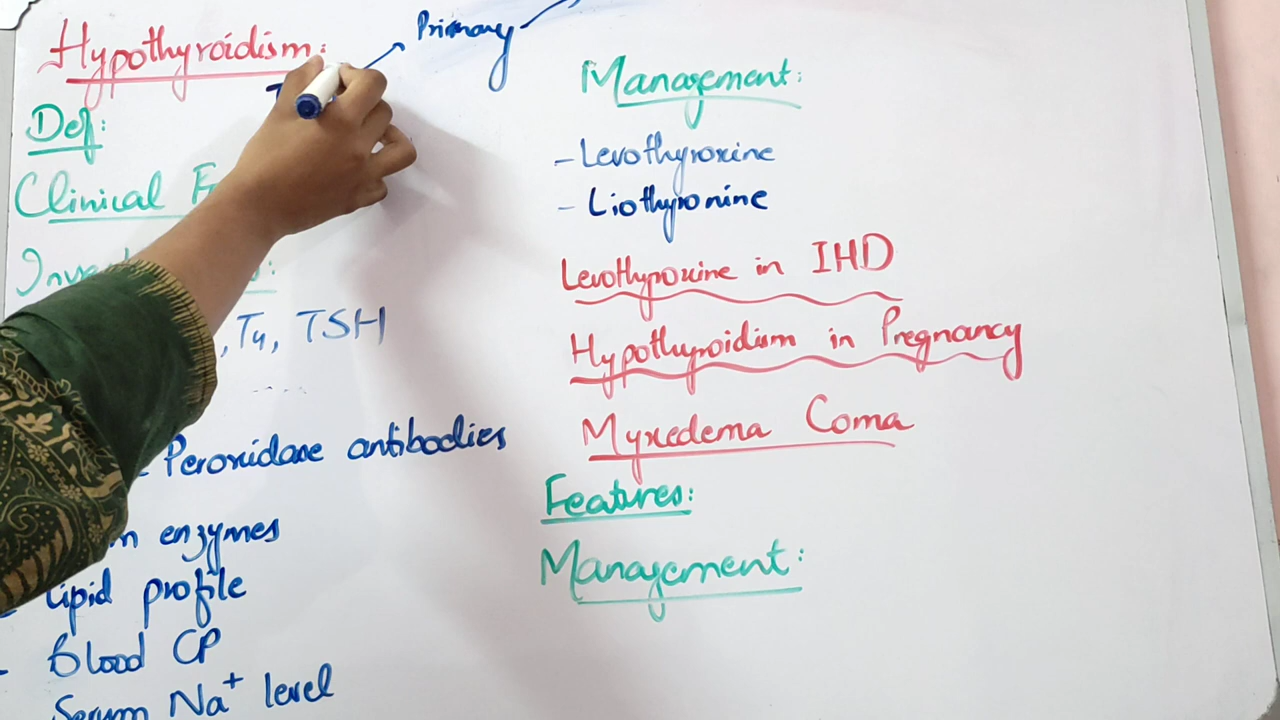 Hypothyroidism:
Primary
Def:
Clinical
T4, TSH
Peroxidase antibodies
enzymes
Lipid profile
- Blood CP
Serum Na+ level
Management:
- Levothyroxine
- Liothyronine
Levothyroxine in IHD
Hypothyroidism in Pregnancy
Myxedema Coma
Features:
Management: